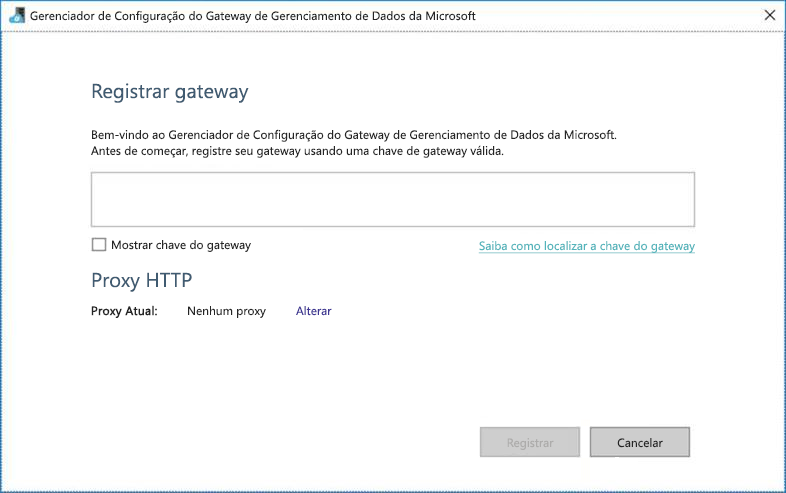 Gerenciador de Configuração do Gateway de Gerenciamento de Dados da Microsoft
Registrar gateway
Bem-vindo ao Gerenciador de Configuração do Gateway de Gerenciamento de Dados da Microsoft.
Antes de começar, registre seu gateway usando uma chave de gateway válida.
Mostrar chave do gateway
Saiba como localizar a chave do gateway
Proxy HTTP
Proxy Atual: Nenhum proxy Alterar
Registrar Cancelar